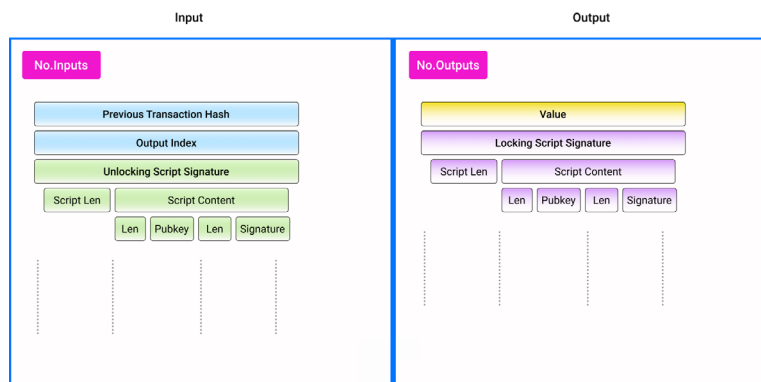 Input
No.Inputs
Previous Transaction Hash
Output Index
Unlocking Script Signature
Script Len
Script Content
Len
Pubkey
Len
Signature
Output
No.Outputs
Value
Locking Script Signature
Script Len
Script Content
Len
Pubkey
Len
Signature